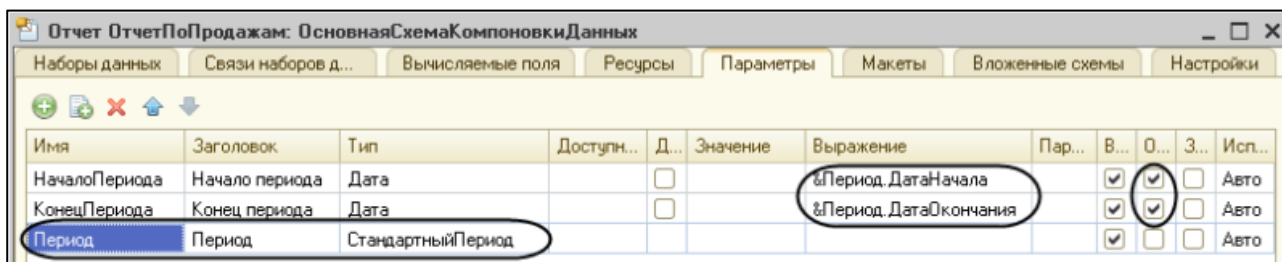 Отчет ОтчетПоПродажам: ОсновнаяСхемаКомпоновкиДанных
Наборы данных Связи наборов д... Вычисляемые поля Ресурсы Параметры Макеты Вложенные схемы Настройки
Имя Заголовок Тип Доступн... Д... Значение Выражение Пар... В... О... З... Исп...
НачалоПериода Начало периода Дата &Период.ДатаНачала Авто
КонецПериода Конец периода Дата &Период.ДатаОкончания Авто
Период Период СтандартныйПериод Авто